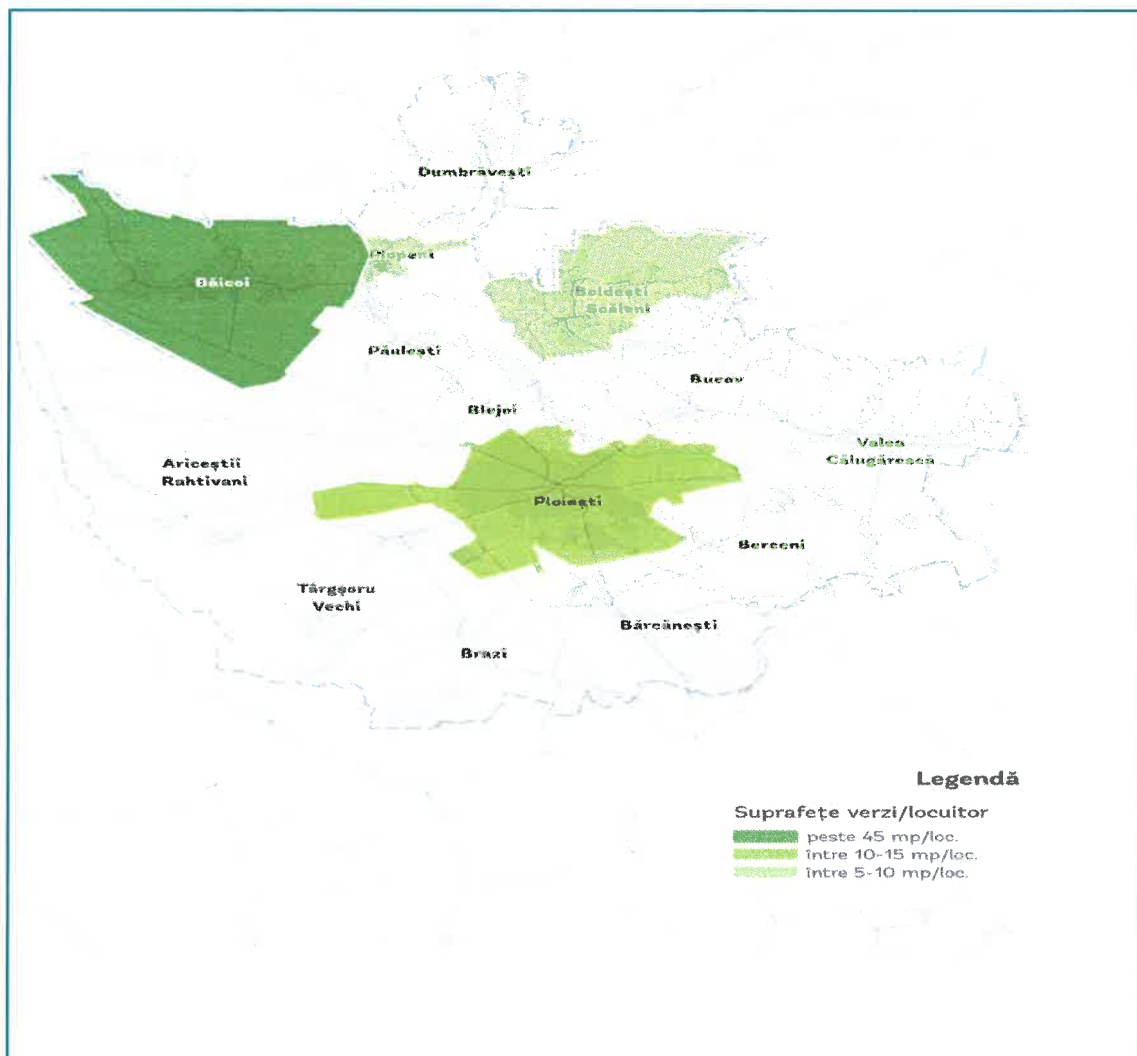 Dumbrăvești
Plopeni
Băicoi
Boldești
Scăieni
Păulești
Bucov
Blejoi
Valea
Călugărească
Ariceștii
Rahtivani
Ploiești
Berceni
Târgșoru
Vechi
Bărcănești
Brazi
Legendă
Suprafețe verzi/locuitor
peste 45 mp/loc.
între 10-15 mp/loc.
între 5-10 mp/loc.